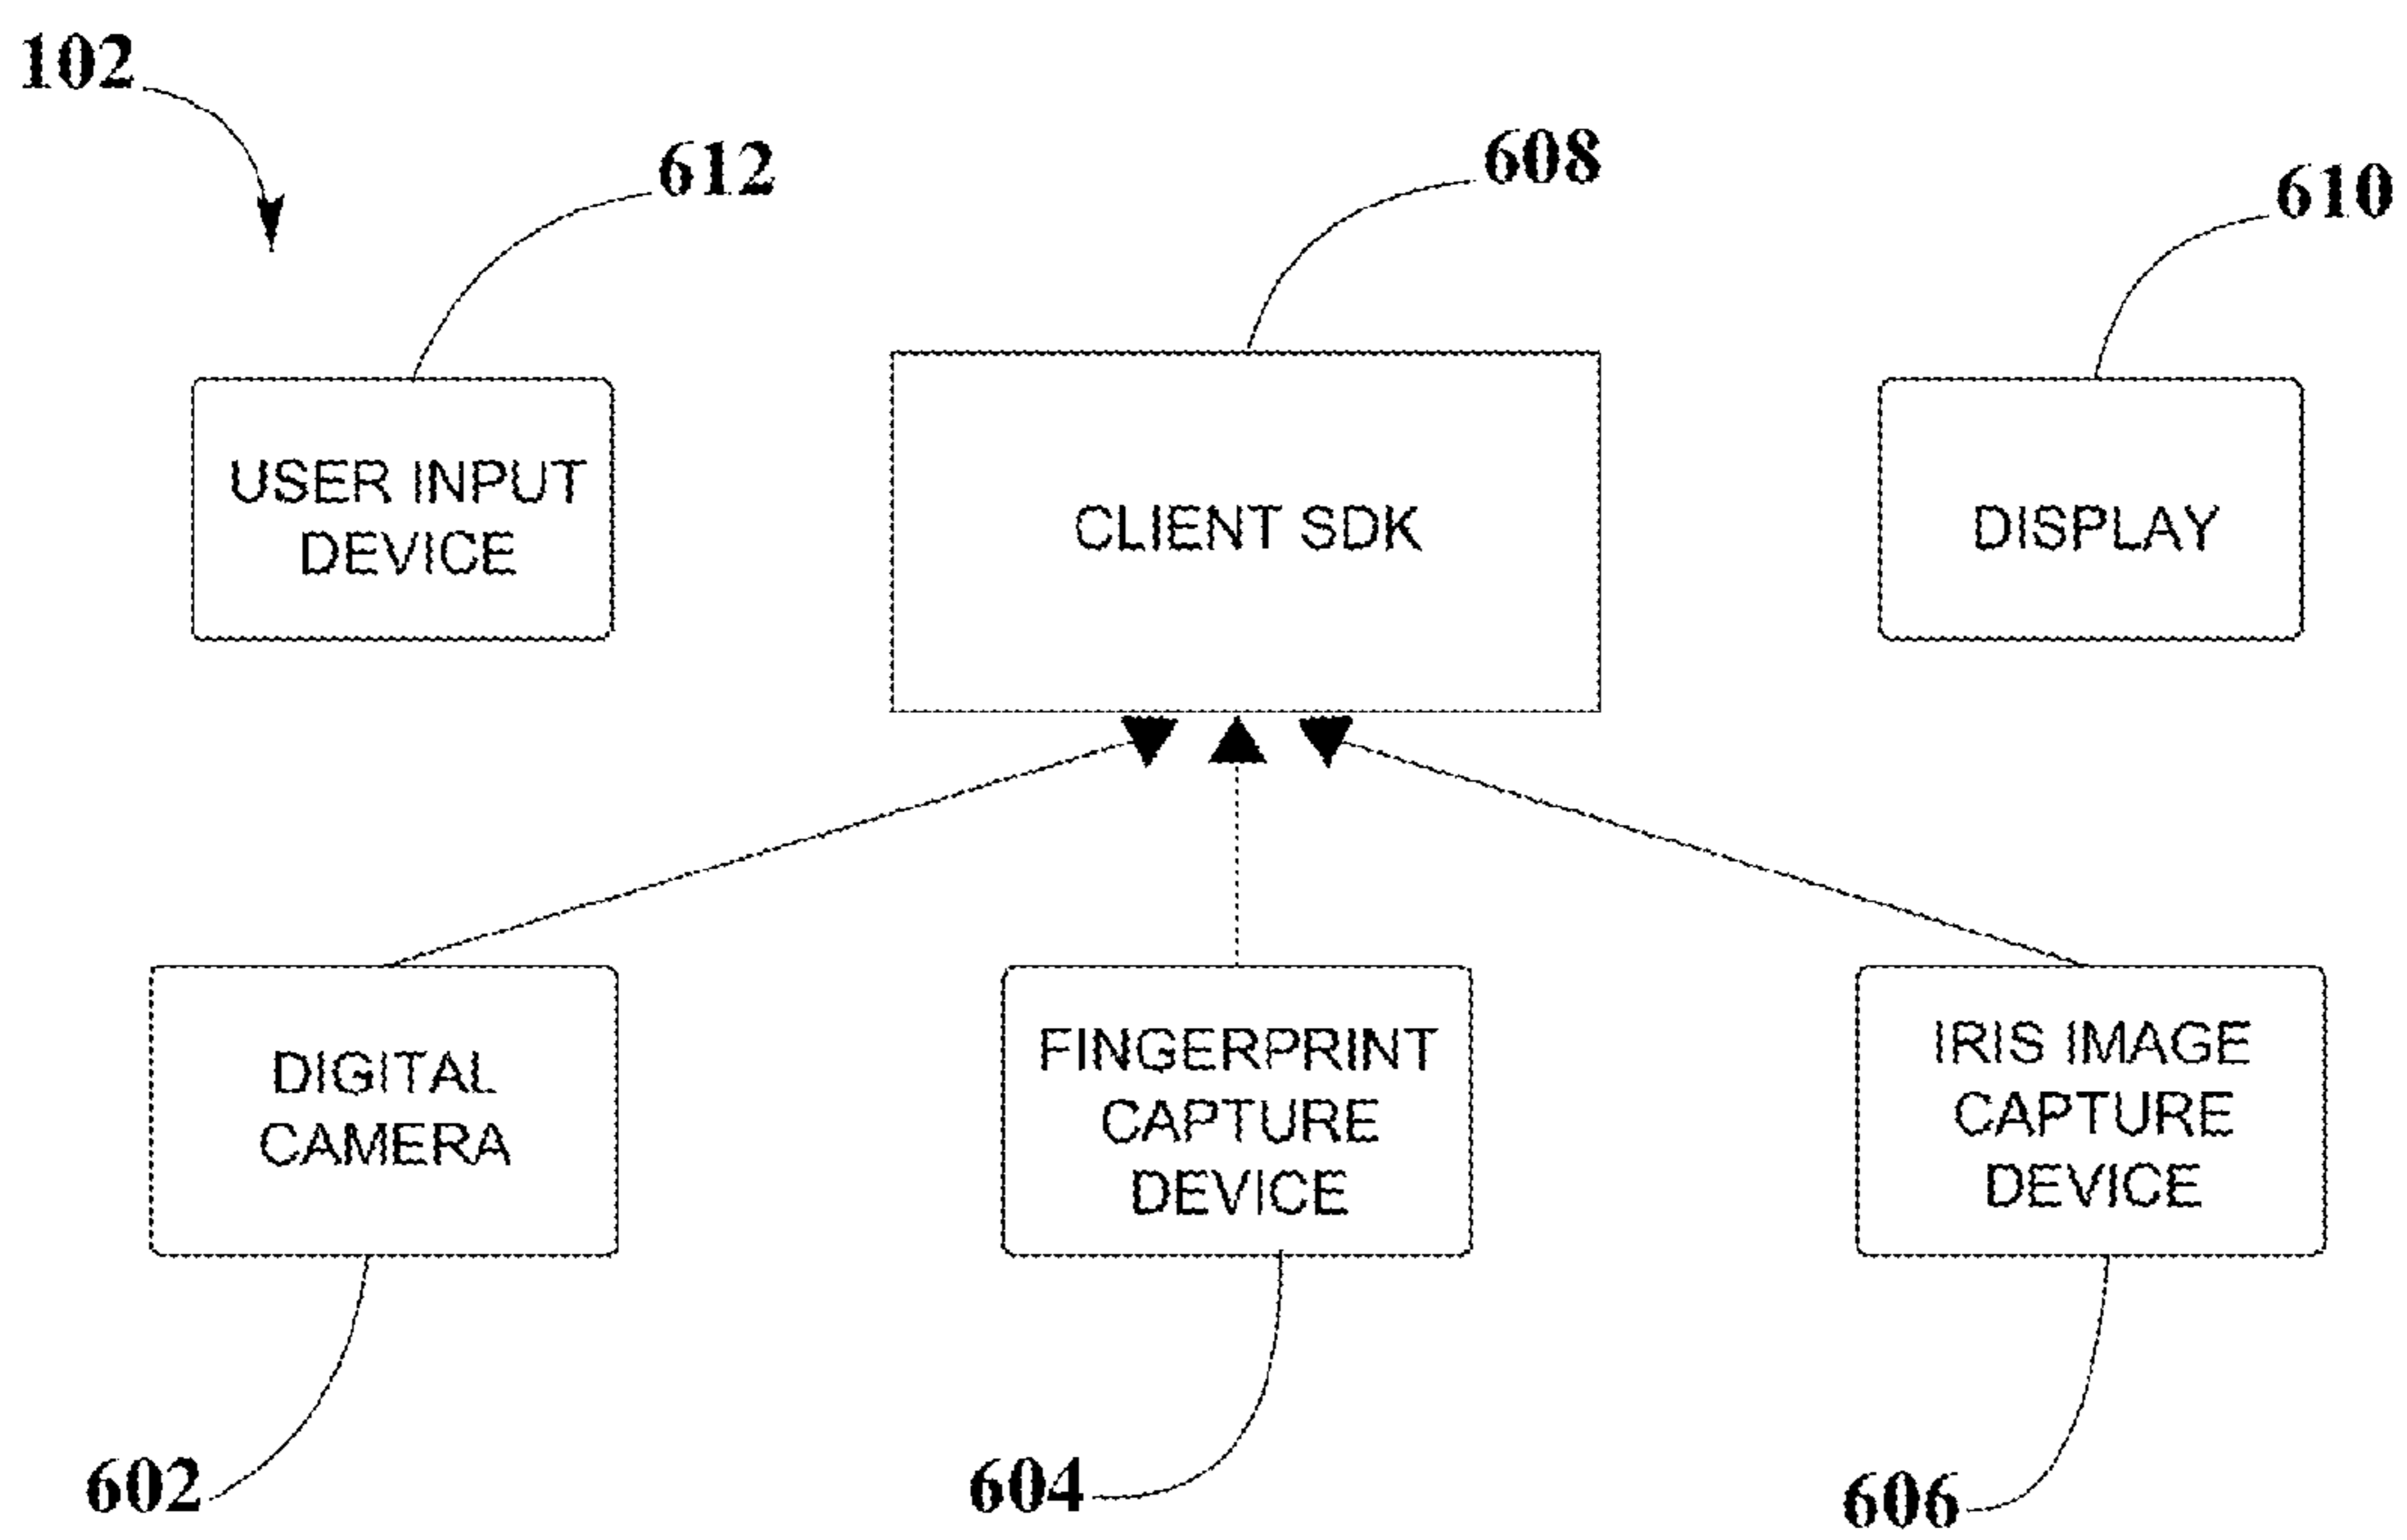 102
612
608
610
USER INPUT
DEVICE
CLIENT SDK
DISPLAY
DIGITAL
CAMERA
FINGERPRINT
CAPTURE
DEVICE
IRIS IMAGE
CAPTURE
DEVICE
602
604
606